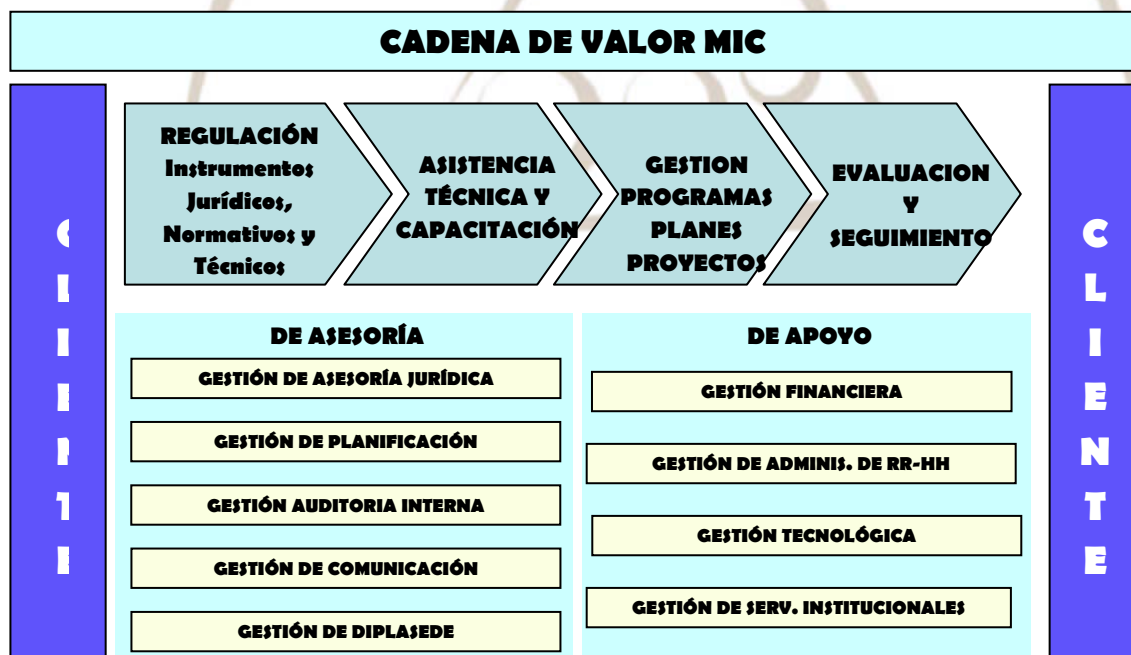 CADENA DE VALOR MIC
C
L
I
E
N
T
E
REGULACIÓN
Instrumentos
Jurídicos,
Normativos y
Técnicos
ASISTENCIA
TÉCNICA Y
CAPACITACIÓN
GESTION
PROGRAMAS
PLANES
PROYECTOS
EVALUACION
Y
SEGUIMIENTO
DE ASESORÍA
GESTIÓN DE ASESORÍA JURÍDICA
GESTIÓN DE PLANIFICACIÓN
GESTIÓN AUDITORIA INTERNA
GESTIÓN DE COMUNICACIÓN
GESTIÓN DE DIPLASEDE
DE APOYO
GESTIÓN FINANCIERA
GESTIÓN DE ADMINIS. DE RR-HH
GESTIÓN TECNOLÓGICA
GESTIÓN DE SERV. INSTITUCIONALES
C
L
I
E
N
T
E